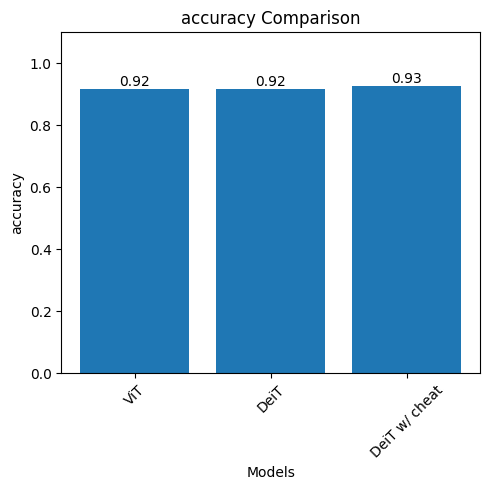 accuracy Comparison
1.0
0.8
0.6
0.4
0.2
0.0
accuracy
0.92
0.92
0.93
ViT
DeiT
DeiT w/ cheat
Models